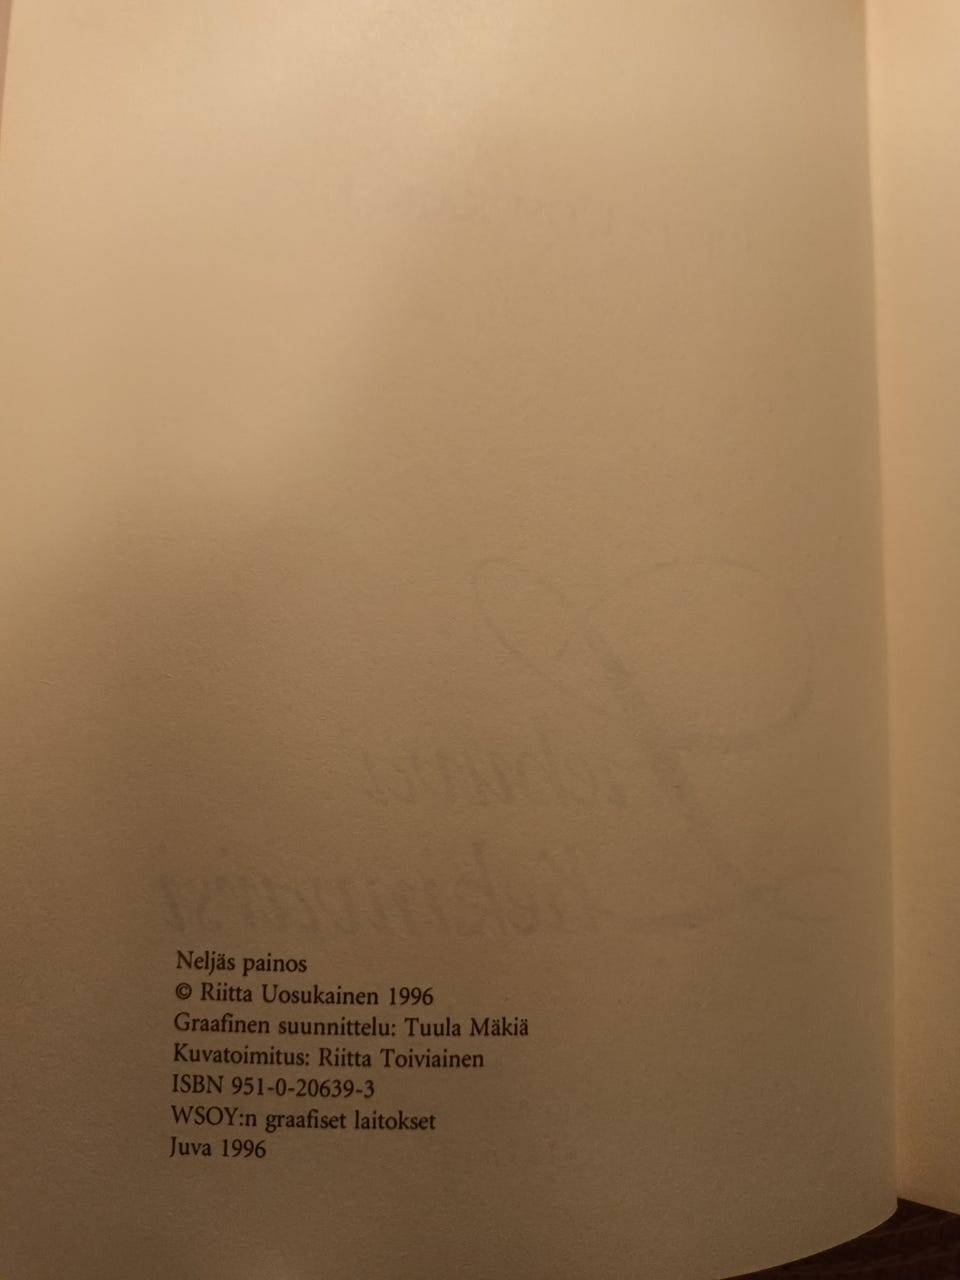 Neljäs painos
© Riitta Uosukainen 1996
Graafinen suunnittelu: Tuula Mäkiä
Kuvatoimitus: Riitta Toiviainen
ISBN 951-0-20639-3
WSOY:n graafiset laitokset
Juva 1996